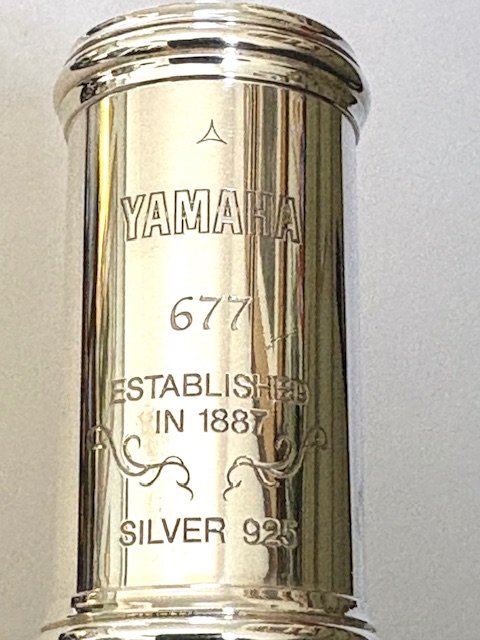 YAMAHA
677
ESTABLISHED
IN 1887
SILVER 925